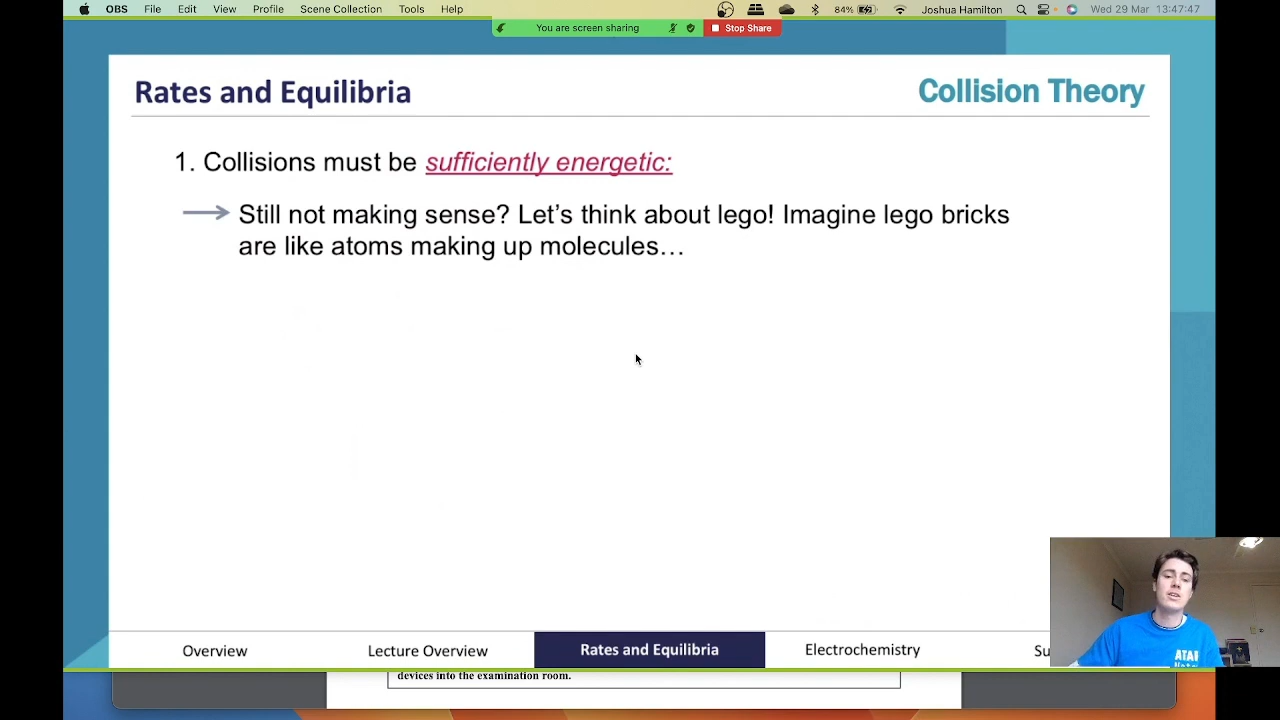 OBS File Edit View Profile Scene Collection Tools Help 84% Joshua Hamilton Wed 29 Mar 13:47:47
You are screen sharing Stop Share
Rates and Equilibria Collision Theory
1. Collisions must be sufficiently energetic:
Still not making sense? Let’s think about lego! Imagine lego bricks
are like atoms making up molecules…
ATAR
Notes
Overview Lecture Overview Rates and Equilibria Electrochemistry Su
devices into the examination room.